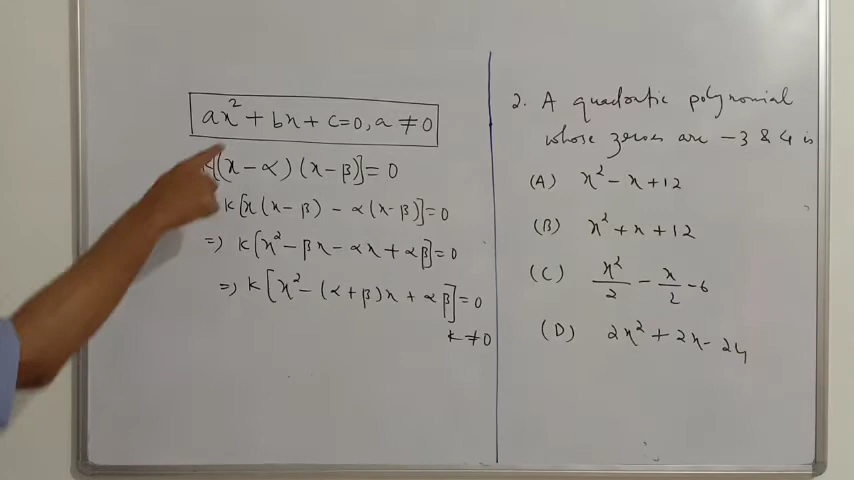 ax² + bx + c=0, a ≠ 0
K[(x - α) (x - β)] = 0
K[x(x - β) - α(x - β)] = 0
=> K[x² - βx - αx + αβ] = 0
=> K[x² - (α + β)x + αβ] = 0
K ≠ 0
2. A quadratic polynomial
whose zeroes are -3 & 4 is
(A) x² - x + 12
(B) x² + x + 12
(C) x²/2 - x/2 - 6
(D) 2x² + 2x - 24